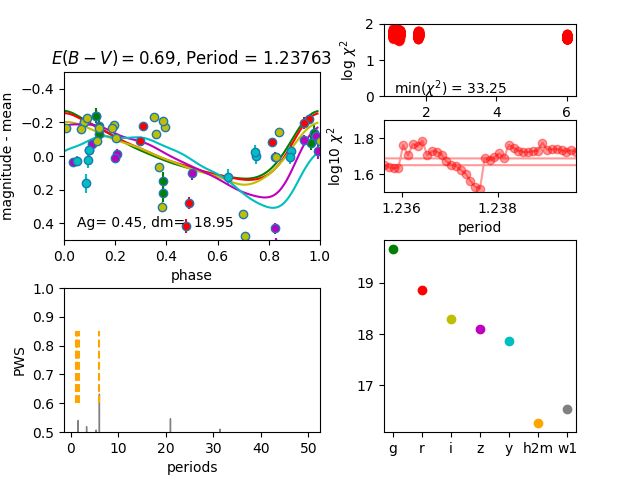 E(B − V) = 0.69, Period = 1.23763
magnitude - mean
−0.4
−0.2
0.0
0.2
0.4
Ag= 0.45, dm= 18.95
0.0 0.2 0.4 0.6 0.8 1.0
phase
log χ²
2
1
0
min(χ²) = 33.25
2 4 6
log10 χ²
1.8
1.6
1.236 1.238
period
PWS
1.0
0.9
0.8
0.7
0.6
0.5
0 10 20 30 40 50
periods
19
18
17
g r i z y h2m w1